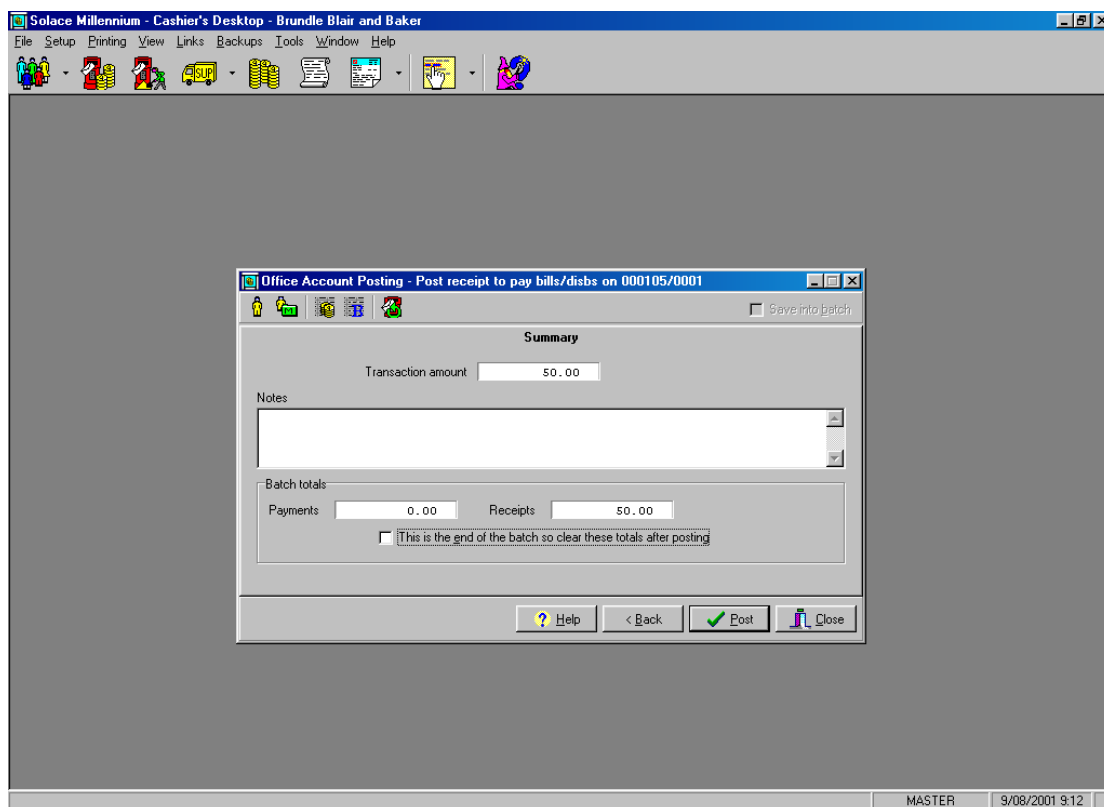 Solace Millennium - Cashier's Desktop - Brundle Blair and Baker
File Setup Printing View Links Backups Tools Window Help
SUP
Office Account Posting - Post receipt to pay bills/disbs on 000105/0001
Save into batch
Summary
Transaction amount 50.00
Notes
Batch totals
Payments 0.00 Receipts 50.00
This is the end of the batch so clear these totals after posting
? Help < Back Post Close
MASTER 9/08/2001 9:12